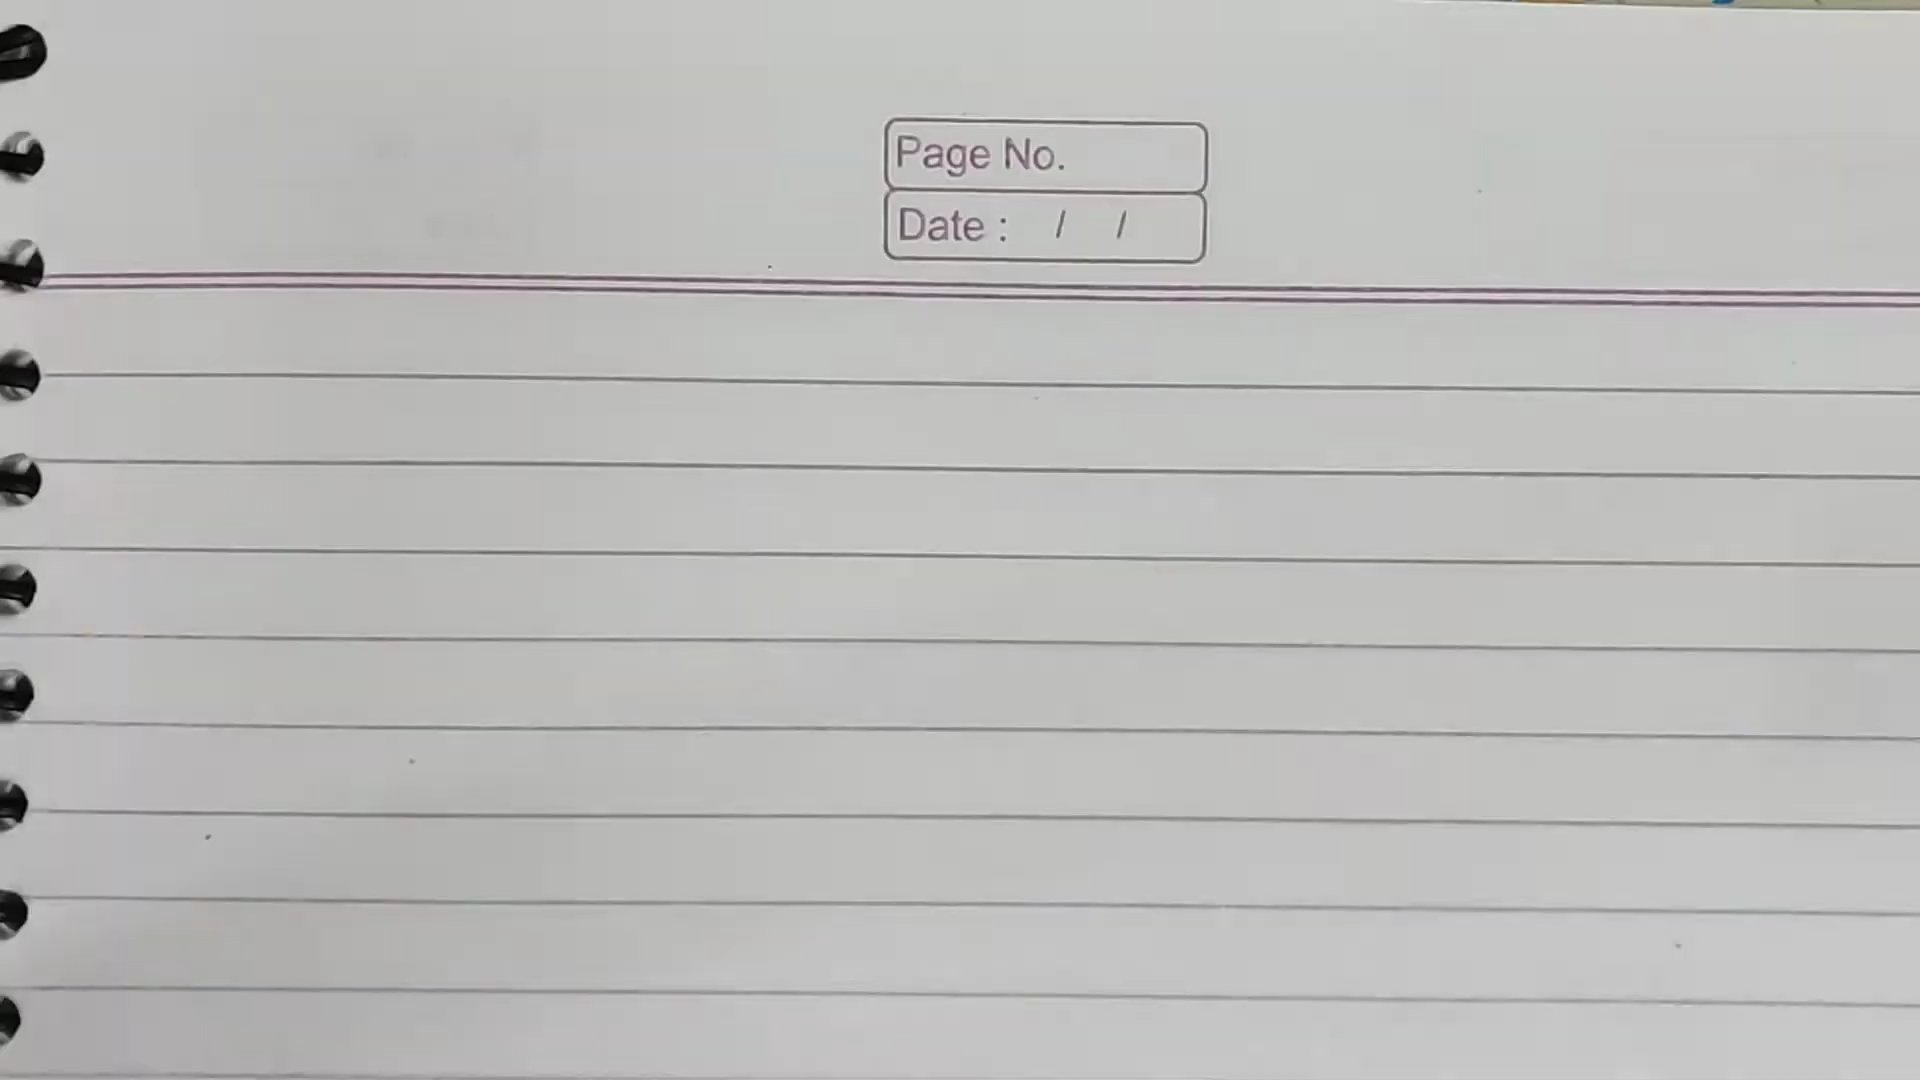 Page No.
Date : / /